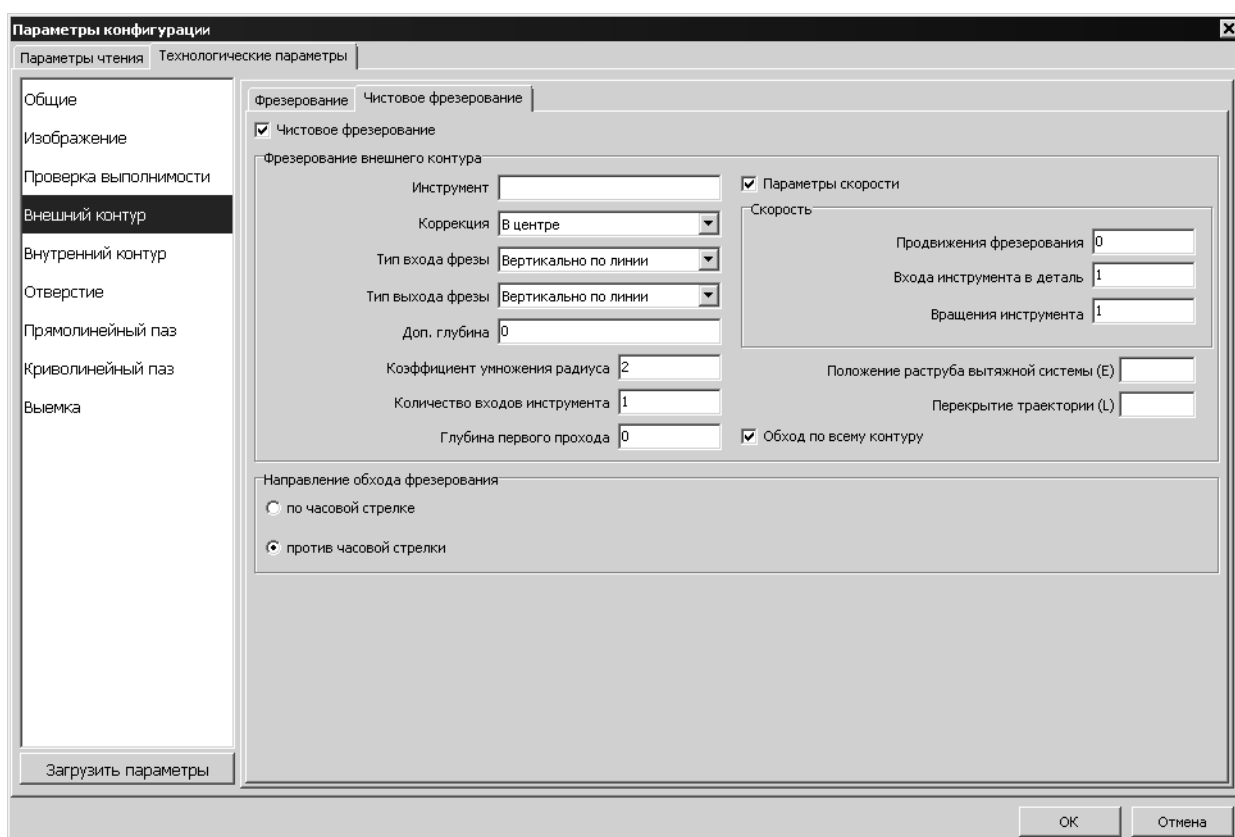 Параметры конфигурации
Параметры чтения
Технологические параметры
Общие
Изображение
Проверка выполнимости
Внешний контур
Внутренний контур
Отверстие
Прямолинейный паз
Криволинейный паз
Выемка
Загрузить параметры
Фрезерование
Чистовое фрезерование
Чистовое фрезерование
Фрезерование внешнего контура
Инструмент
Коррекция В центре
Тип входа фрезы Вертикально по линии
Тип выхода фрезы Вертикально по линии
Доп. глубина 0
Коэффициент умножения радиуса 2
Количество входов инструмента 1
Глубина первого прохода 0
Параметры скорости
Скорость
Продвижения фрезерования 0
Входа инструмента в деталь 1
Вращения инструмента 1
Положение раструба вытяжной системы (E)
Перекрытие траектории (L)
Обход по всему контуру
Направление обхода фрезерования
по часовой стрелке
против часовой стрелки
OK
Отмена